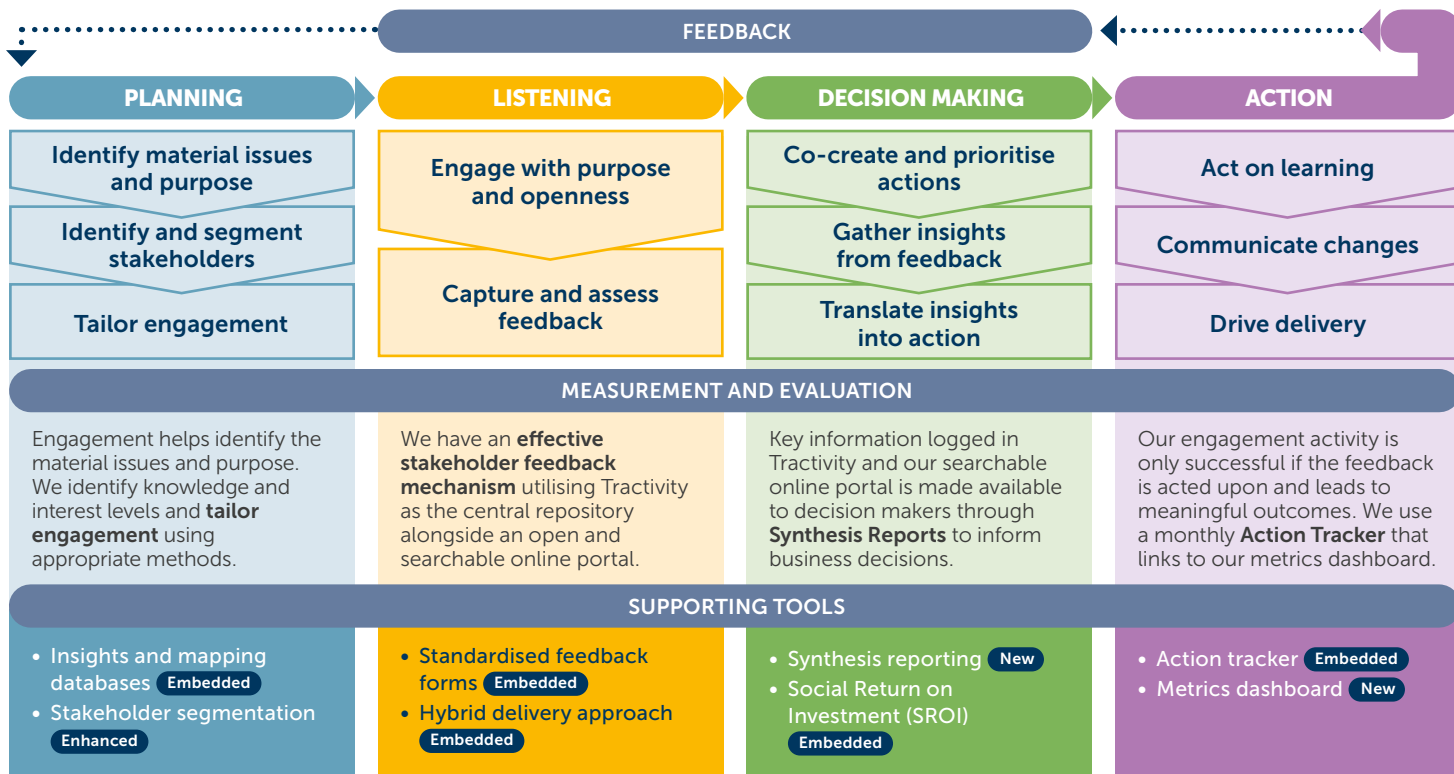 FEEDBACK
PLANNING
LISTENING
DECISION MAKING
ACTION
Identify material issues
and purpose
Identify and segment
stakeholders
Tailor engagement
Engage with purpose
and openness
Capture and assess
feedback
Co-create and prioritise
actions
Gather insights
from feedback
Translate insights
into action
Act on learning
Communicate changes
Drive delivery
MEASUREMENT AND EVALUATION
Engagement helps identify the
material issues and purpose.
We identify knowledge and
interest levels and tailor
engagement using
appropriate methods.
We have an effective
stakeholder feedback
mechanism utilising Tractivity
as the central repository
alongside an open and
searchable online portal.
Key information logged in
Tractivity and our searchable
online portal is made available
to decision makers through
Synthesis Reports to inform
business decisions.
Our engagement activity is
only successful if the feedback
is acted upon and leads to
meaningful outcomes. We use
a monthly Action Tracker that
links to our metrics dashboard.
SUPPORTING TOOLS
• Insights and mapping
databases Embedded
• Stakeholder segmentation
Enhanced
• Standardised feedback
forms Embedded
• Hybrid delivery approach
Embedded
• Synthesis reporting New
• Social Return on
Investment (SROI)
Embedded
• Action tracker Embedded
• Metrics dashboard New